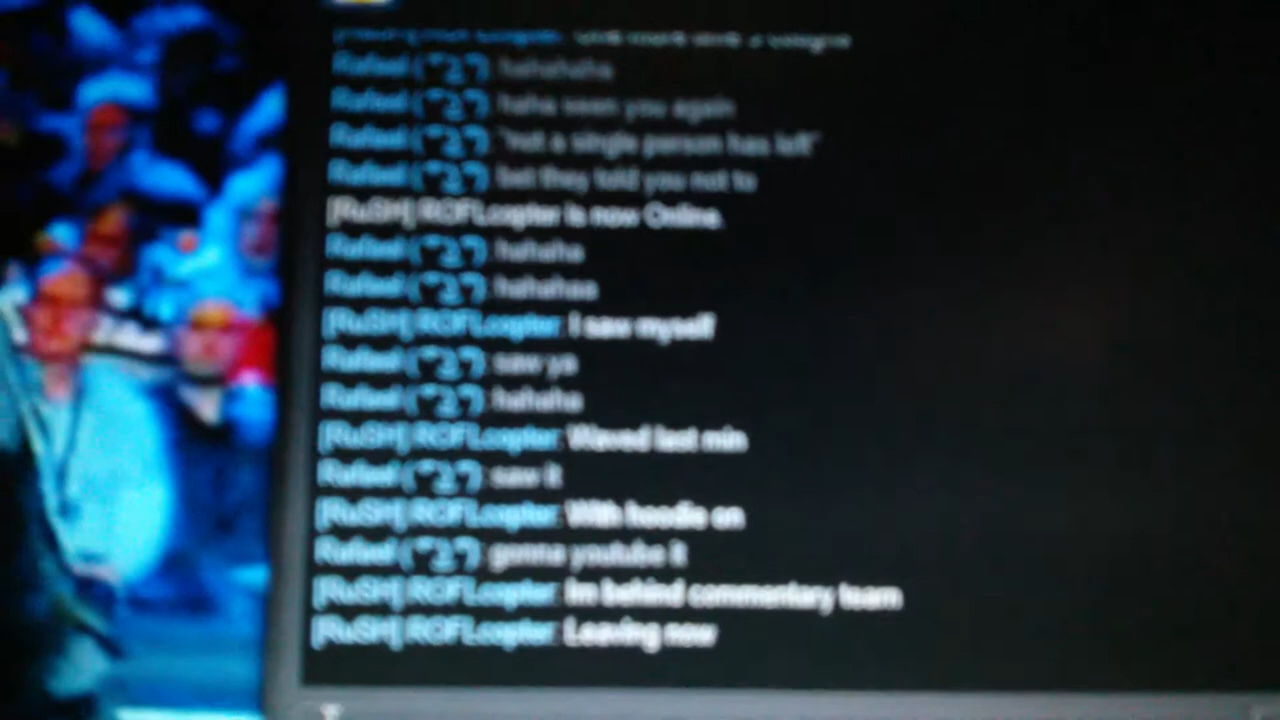 Rafael ( ͡° ͜ʖ ͡°): hahahaha
Rafael ( ͡° ͜ʖ ͡°): haha seen you again
Rafael ( ͡° ͜ʖ ͡°): "not a single person has left"
Rafael ( ͡° ͜ʖ ͡°): bet they told you not to
[RuSH] ROFLcopter is now Online.
Rafael ( ͡° ͜ʖ ͡°): hahaha
Rafael ( ͡° ͜ʖ ͡°): hahahaa
[RuSH] ROFLcopter: I saw myself
Rafael ( ͡° ͜ʖ ͡°): saw ya
Rafael ( ͡° ͜ʖ ͡°): hahaha
[RuSH] ROFLcopter: Waved last min
Rafael ( ͡° ͜ʖ ͡°): saw it
[RuSH] ROFLcopter: With hoodie on
Rafael ( ͡° ͜ʖ ͡°): gonna youtube it
[RuSH] ROFLcopter: Im behind commentary team
[RuSH] ROFLcopter: Leaving now